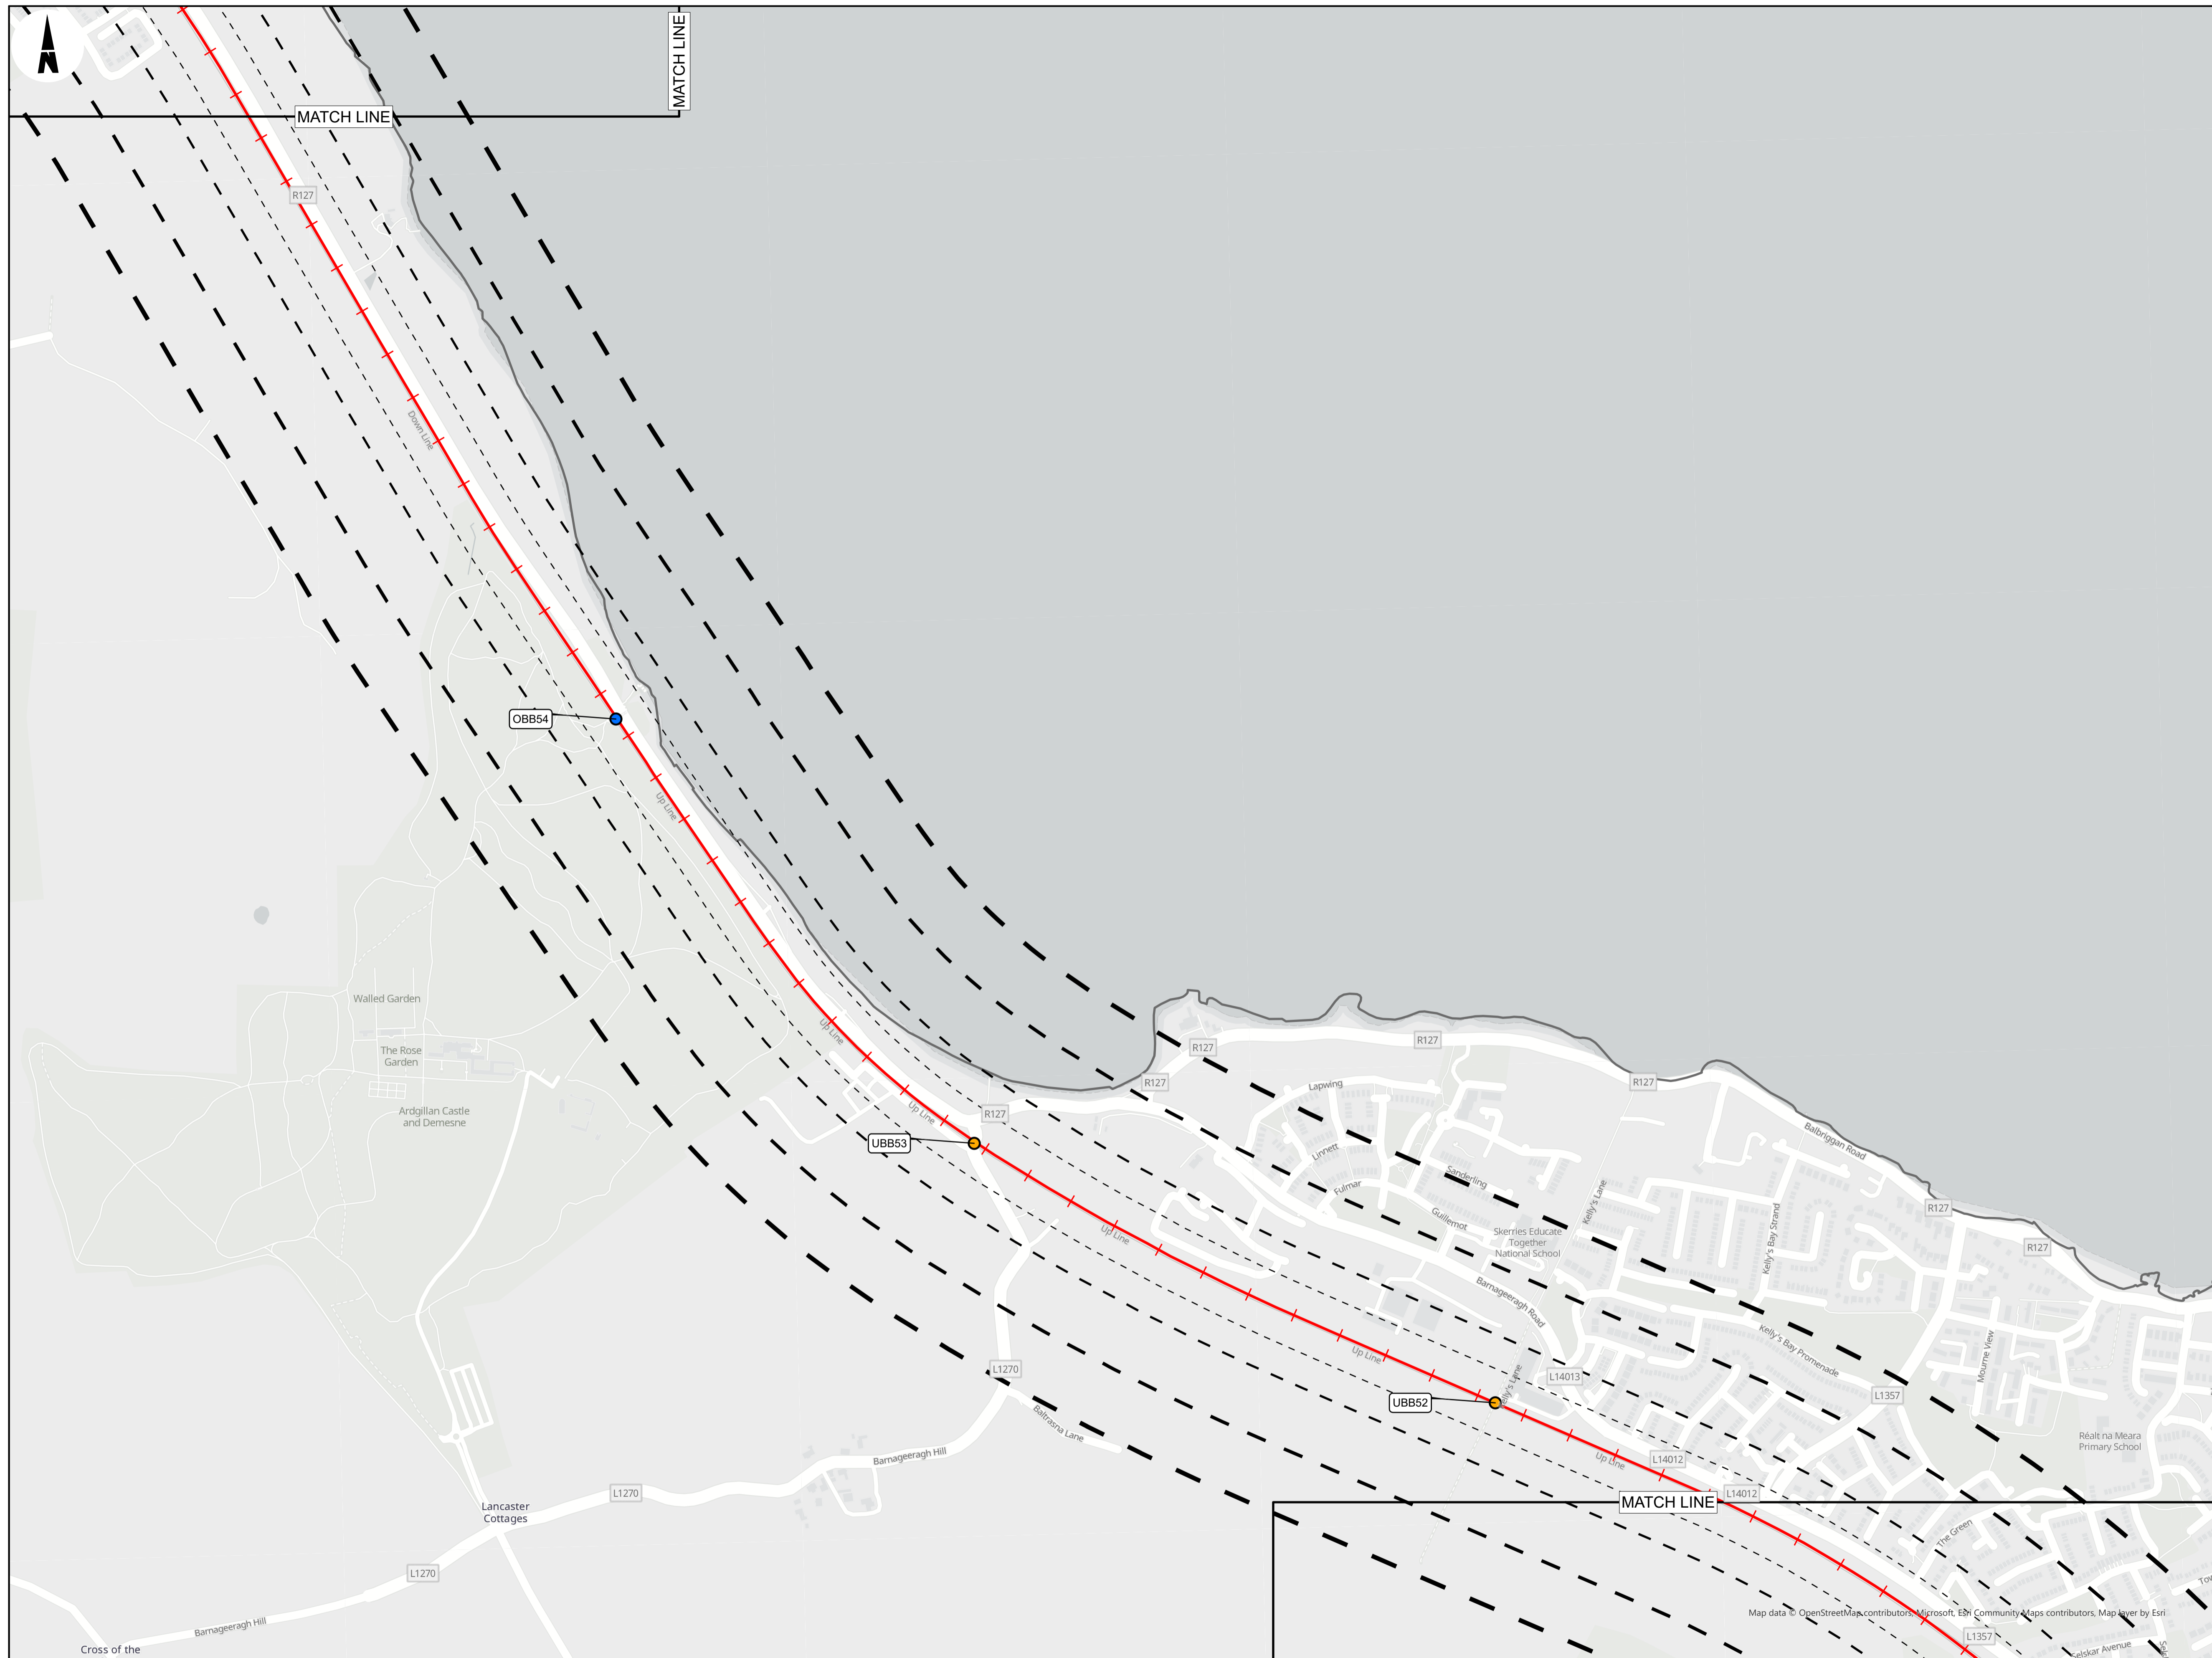 N
MATCH LINE
MATCH LINE
R127
Down Line
OBB54
Up Line
Walled Garden
The Rose
Garden
Ardgillan Castle
and Demesne
Up Line
Up Line
UBB53
R127
R127
R127
R127
R127
R127
R127
Lapwing
Linnett
Fulmar
Sanderling
Guillemot
Skerries Educate
Together
National School
Kelly's Lane
Kelly's Bay Strand
Balbriggan Road
Up Line
Barnageeragh Road
Kelly's Bay Promenade
Mourne View
L1270
Up Line
Kelly's Lane
L14013
L1357
UBB52
Baltrasna Lane
Barnageeragh Hill
Réalt na Meara
Primary School
Up Line
L14012
L14012
MATCH LINE
L1270
Lancaster
Cottages
The Green
L1270
Barnageeragh Hill
Cross of the
Map data © OpenStreetMap contributors, Microsoft, Esri Community Maps contributors, Map layer by Esri
L1357
Selskar Avenue